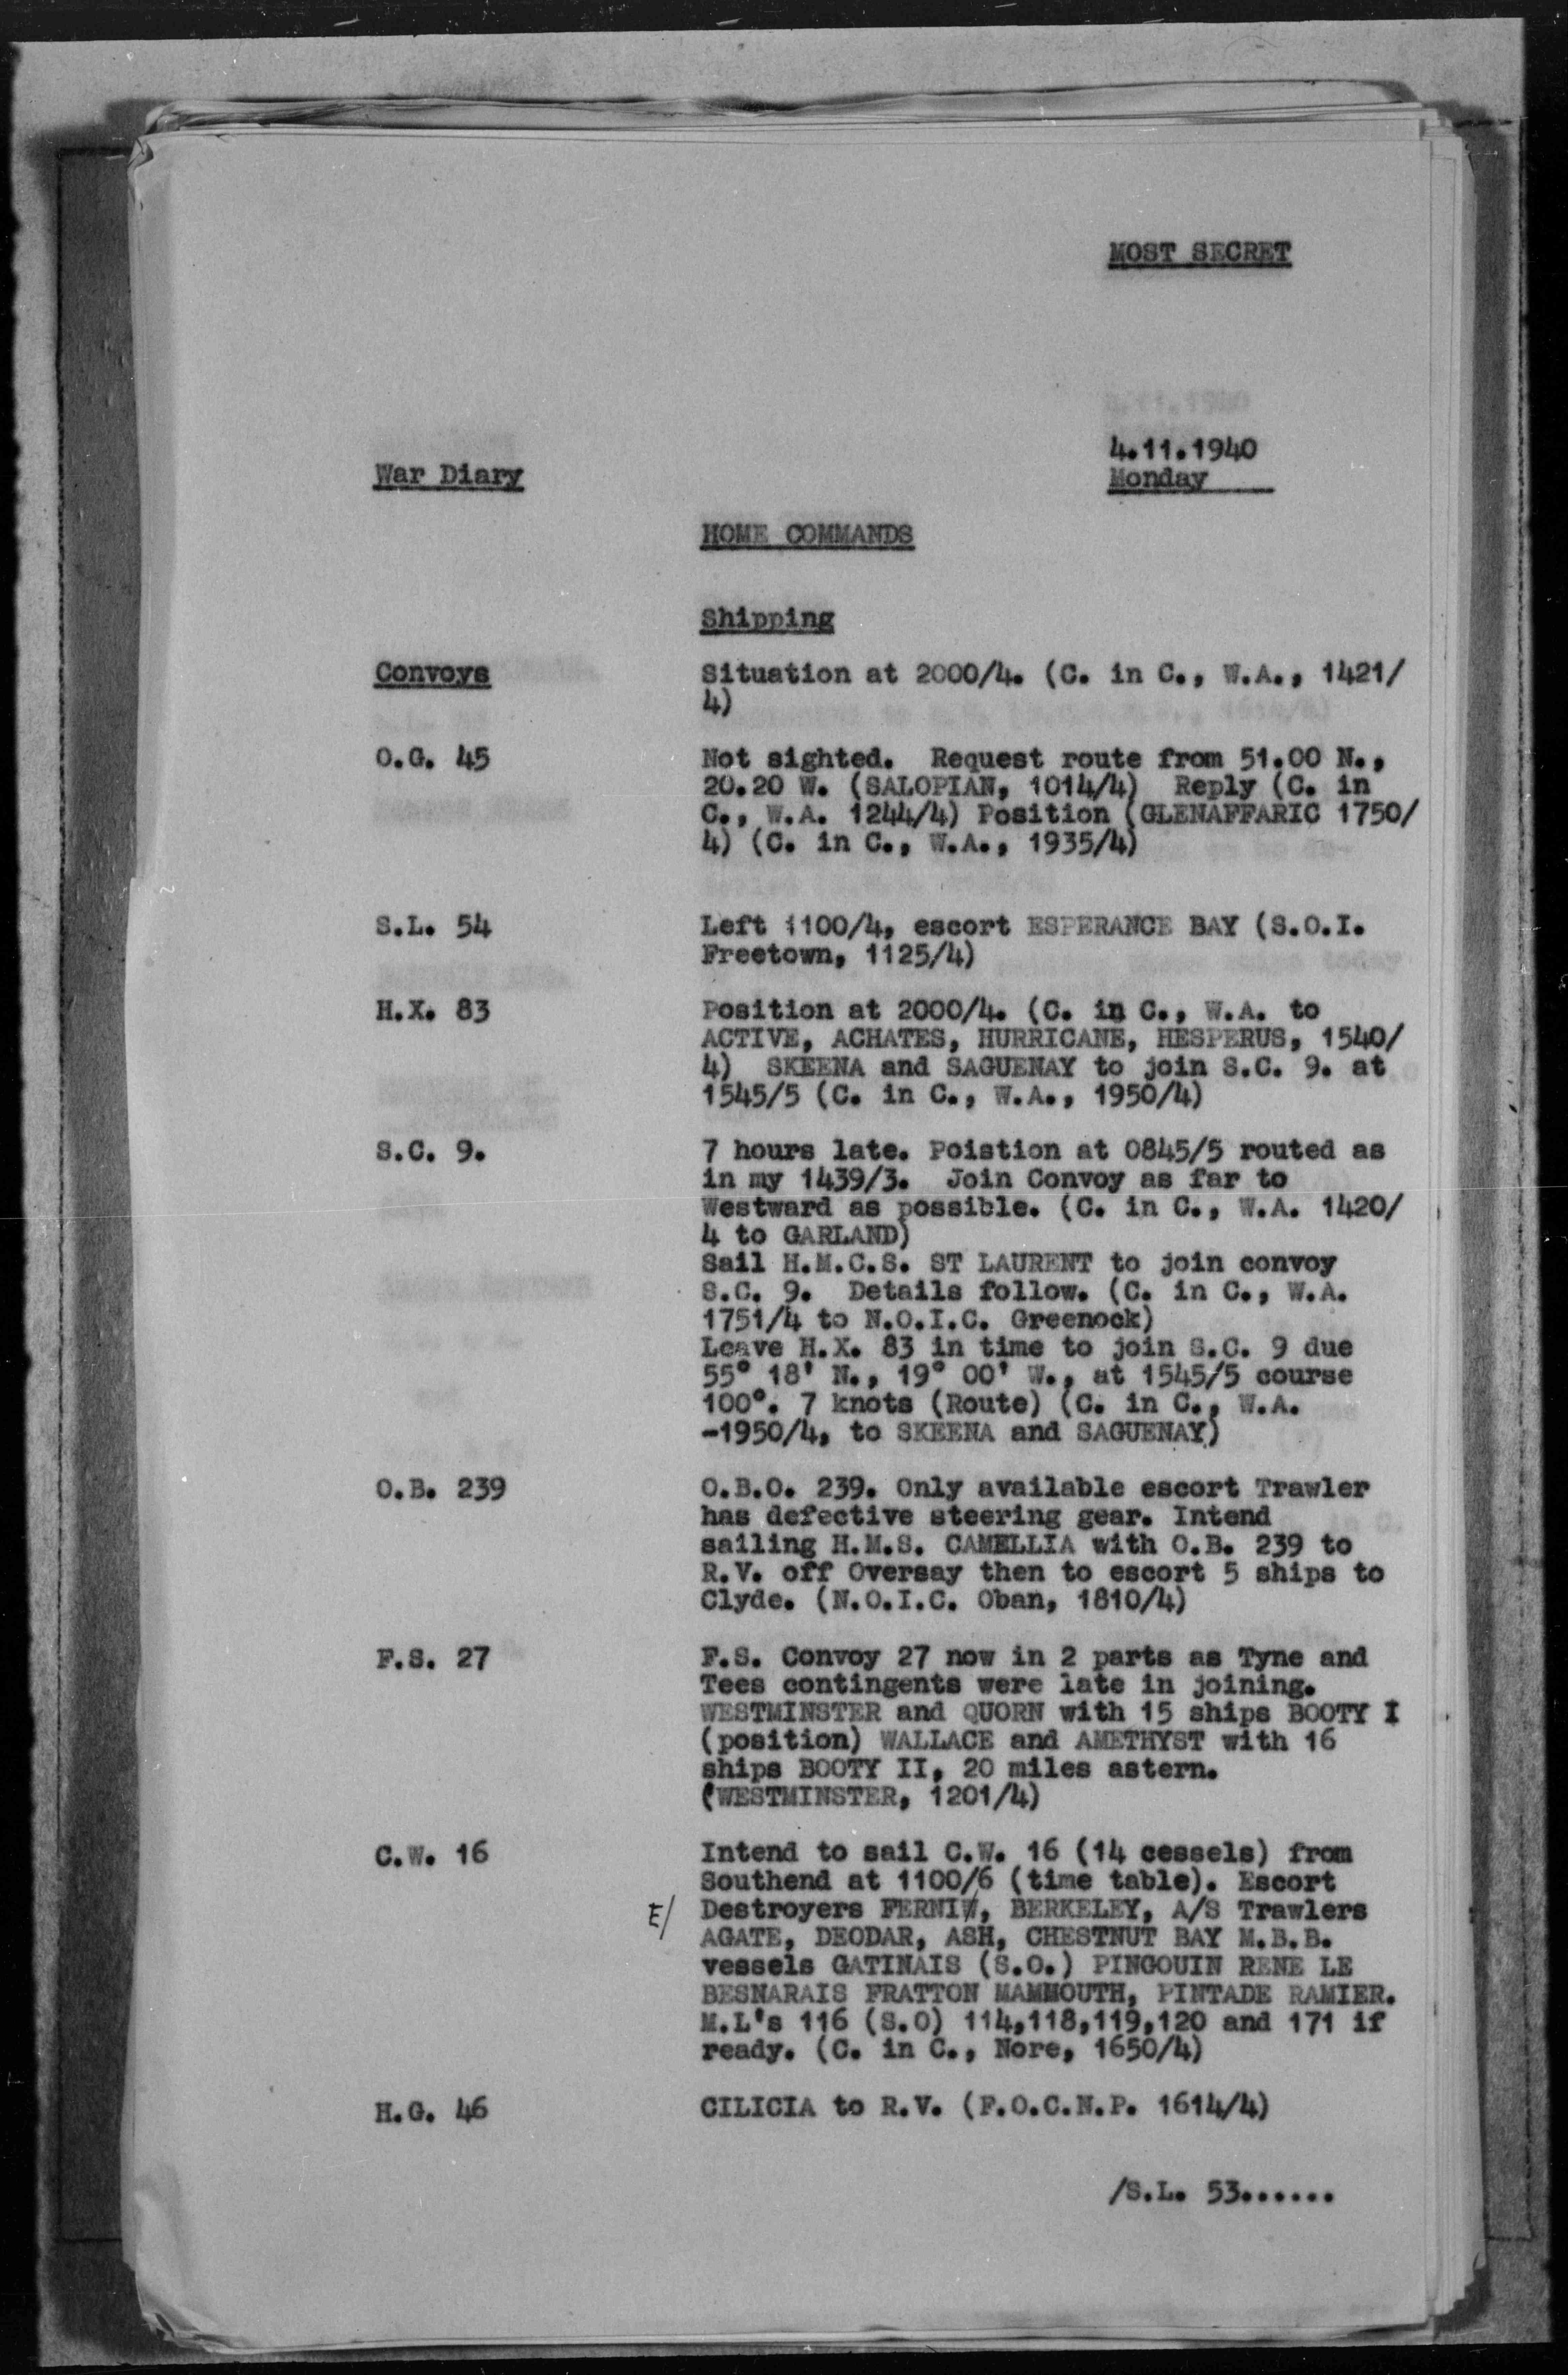 MOST SECRET
4.11.1940
War Diary
Monday
HOME COMMANDS
Shipping
Convoys
Situation at 2000/4. (C. in C., W.A., 1421/
4)
O.G. 45
Not sighted. Request route from 51.00 N.,
20.20 W. (SALOPIAN, 1014/4) Reply (C. in
C., W.A. 1244/4) Position (GLENAFFARIC 1750/
4) (C. in C., W.A., 1935/4)
S.L. 54
Left 1100/4, escort ESPERANCE BAY (S.O.I.
Freetown, 1125/4)
H.X. 83
Position at 2000/4. (C. in C., W.A. to
ACTIVE, ACHATES, HURRICANE, HESPERUS, 1540/
4) SKEENA and SAGUENAY to join S.C. 9. at
1545/5 (C. in C., W.A., 1950/4)
S.C. 9.
7 hours late. Poistion at 0845/5 routed as
in my 1439/3. Join Convoy as far to
Westward as possible. (C. in C., W.A. 1420/
4 to GARLAND)
Sail H.M.C.S. ST LAURENT to join convoy
S.C. 9. Details follow. (C. in C., W.A.
1751/4 to N.O.I.C. Greenock)
Leave H.X. 83 in time to join S.C. 9 due
55° 18' N., 19° 00' W., at 1545/5 course
100°. 7 knots (Route) (C. in C., W.A.
-1950/4, to SKEENA and SAGUENAY)
O.B. 239
O.B.O. 239. Only available escort Trawler
has defective steering gear. Intend
sailing H.M.S. CAMELLIA with O.B. 239 to
R.V. off Oversay then to escort 5 ships to
Clyde. (N.O.I.C. Oban, 1810/4)
F.S. 27
F.S. Convoy 27 now in 2 parts as Tyne and
Tees contingents were late in joining.
WESTMINSTER and QUORN with 15 ships BOOTY I
(position) WALLACE and AMETHYST with 16
ships BOOTY II, 20 miles astern.
(WESTMINSTER, 1201/4)
C.W. 16
Intend to sail C.W. 16 (14 cessels) from
Southend at 1100/6 (time table). Escort
E/ Destroyers FERNIW, BERKELEY, A/S Trawlers
AGATE, DEODAR, ASH, CHESTNUT BAY M.B.B.
vessels GATINAIS (S.O.) PINGOUIN RENE LE
BESNARAIS FRATTON MAMMOUTH, PINTADE RAMIER.
M.L's 116 (S.O) 114,118,119,120 and 171 if
ready. (C. in C., Nore, 1650/4)
H.G. 46
CILICIA to R.V. (F.O.C.N.P. 1614/4)
/S.L. 53......